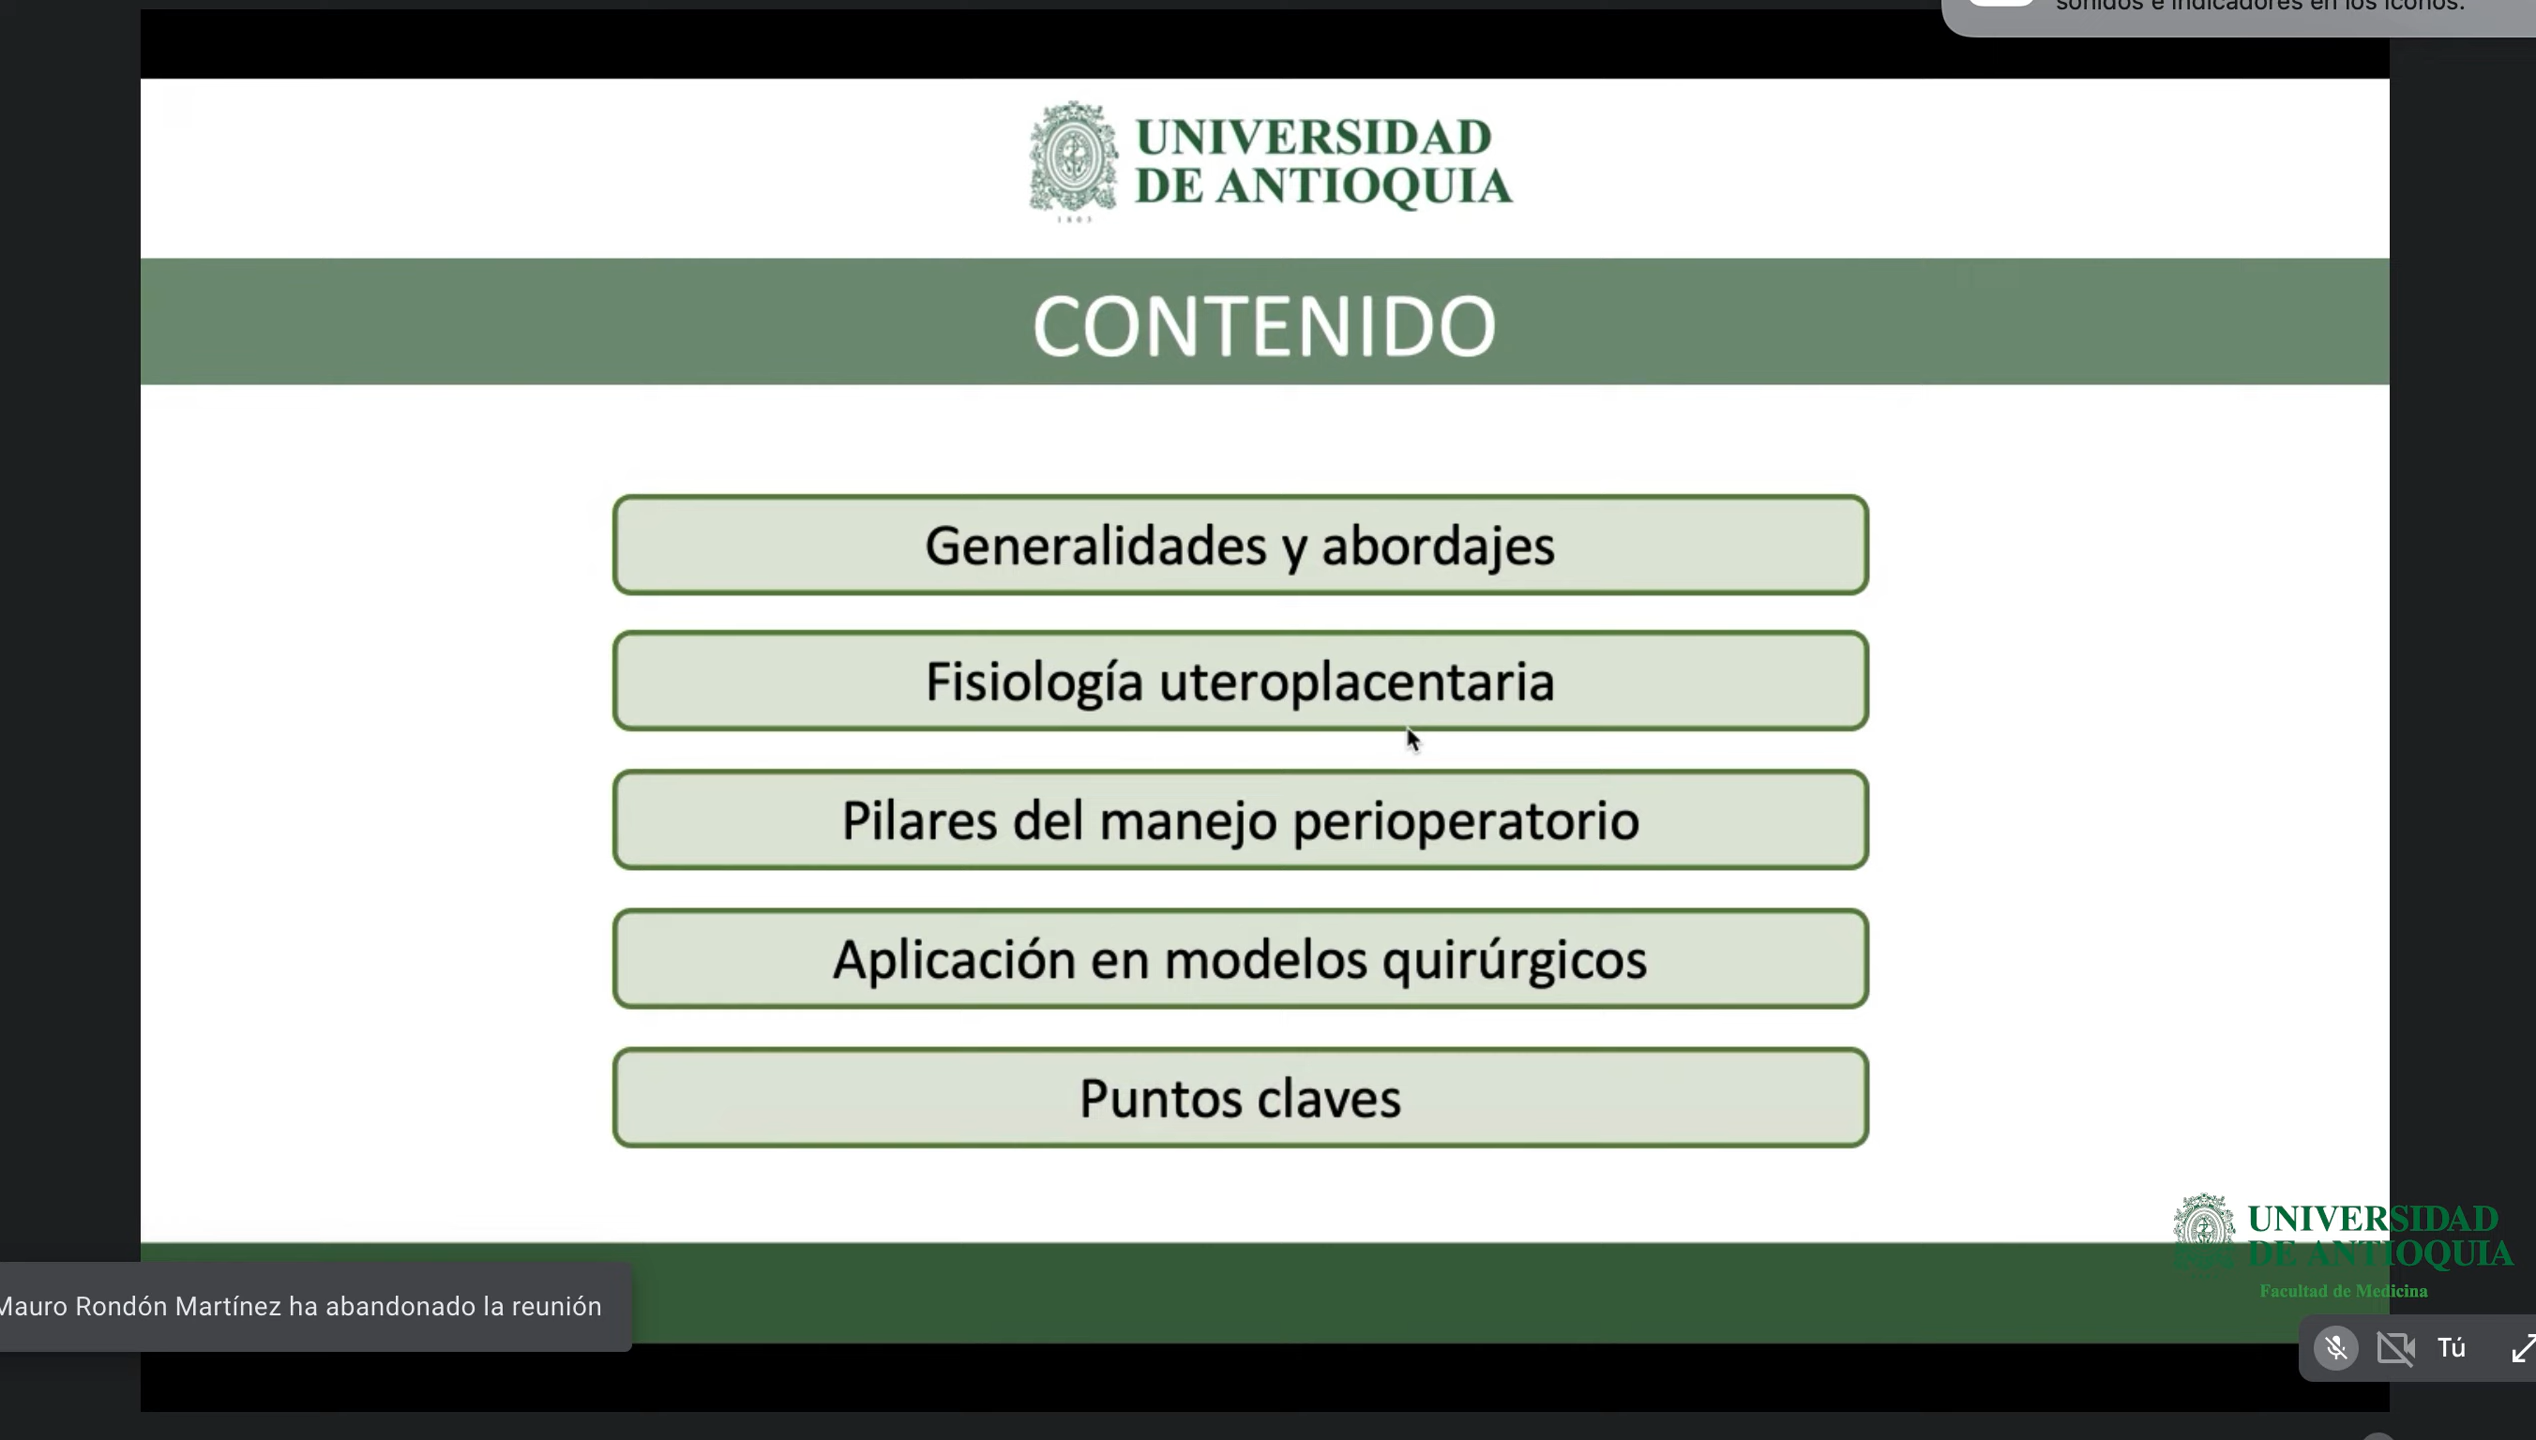 sonidos e indicadores en los iconos.
UNIVERSIDAD
DE ANTIOQUIA
1803
CONTENIDO
Generalidades y abordajes
Fisiología uteroplacentaria
Pilares del manejo perioperatorio
Aplicación en modelos quirúrgicos
Puntos claves
UNIVERSIDAD
DE ANTIOQUIA
Facultad de Medicina
Mauro Rondón Martínez ha abandonado la reunión
Tú